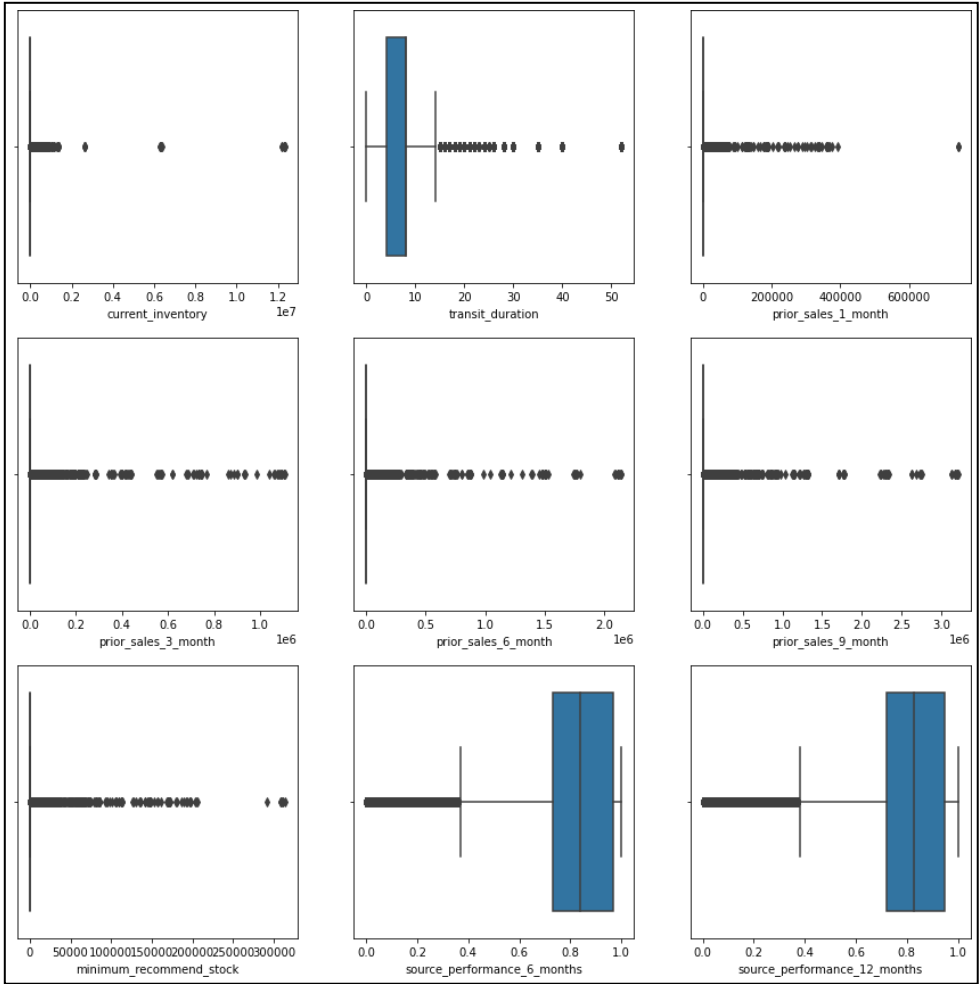 0.0 0.2 0.4 0.6 0.8 1.0 1.2
current_inventory 1e7
0 10 20 30 40 50
transit_duration
0 200000 400000 600000
prior_sales_1_month
0.0 0.2 0.4 0.6 0.8 1.0
prior_sales_3_month 1e6
0.0 0.5 1.0 1.5 2.0
prior_sales_6_month 1e6
0.0 0.5 1.0 1.5 2.0 2.5 3.0
prior_sales_9_month 1e6
0 50000 100000 150000 200000 250000 300000
minimum_recommend_stock
0.0 0.2 0.4 0.6 0.8 1.0
source_performance_6_months
0.0 0.2 0.4 0.6 0.8 1.0
source_performance_12_months